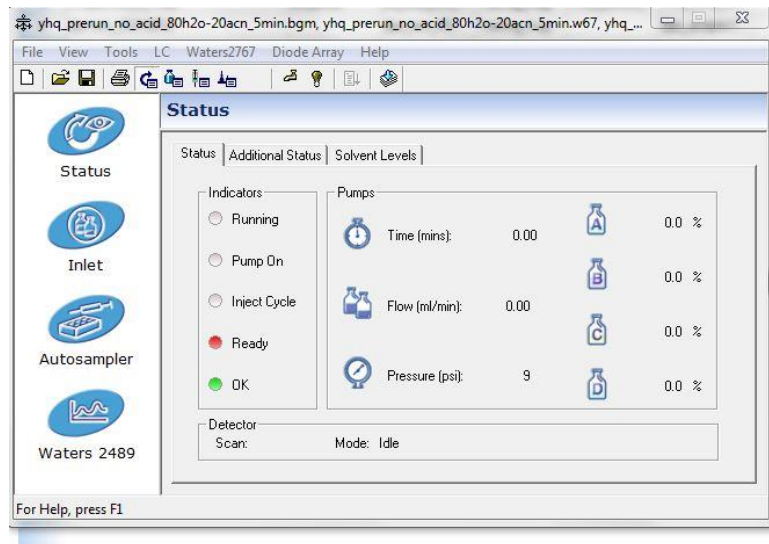 yhq_prerun_no_acid_80h2o-20acn_5min.bgm, yhq_prerun_no_acid_80h2o-20acn_5min.w67, yhq_...
File View Tools LC Waters2767 Diode Array Help
Status
Status
Inlet
Autosampler
Waters 2489
Status Additional Status Solvent Levels
Indicators
Running
Pump On
Inject Cycle
Ready
OK
Pumps
Time (mins): 0.00
Flow (ml/min): 0.00
Pressure (psi): 9
A 0.0 %
B 0.0 %
C 0.0 %
D 0.0 %
Detector
Scan: Mode: Idle
For Help, press F1